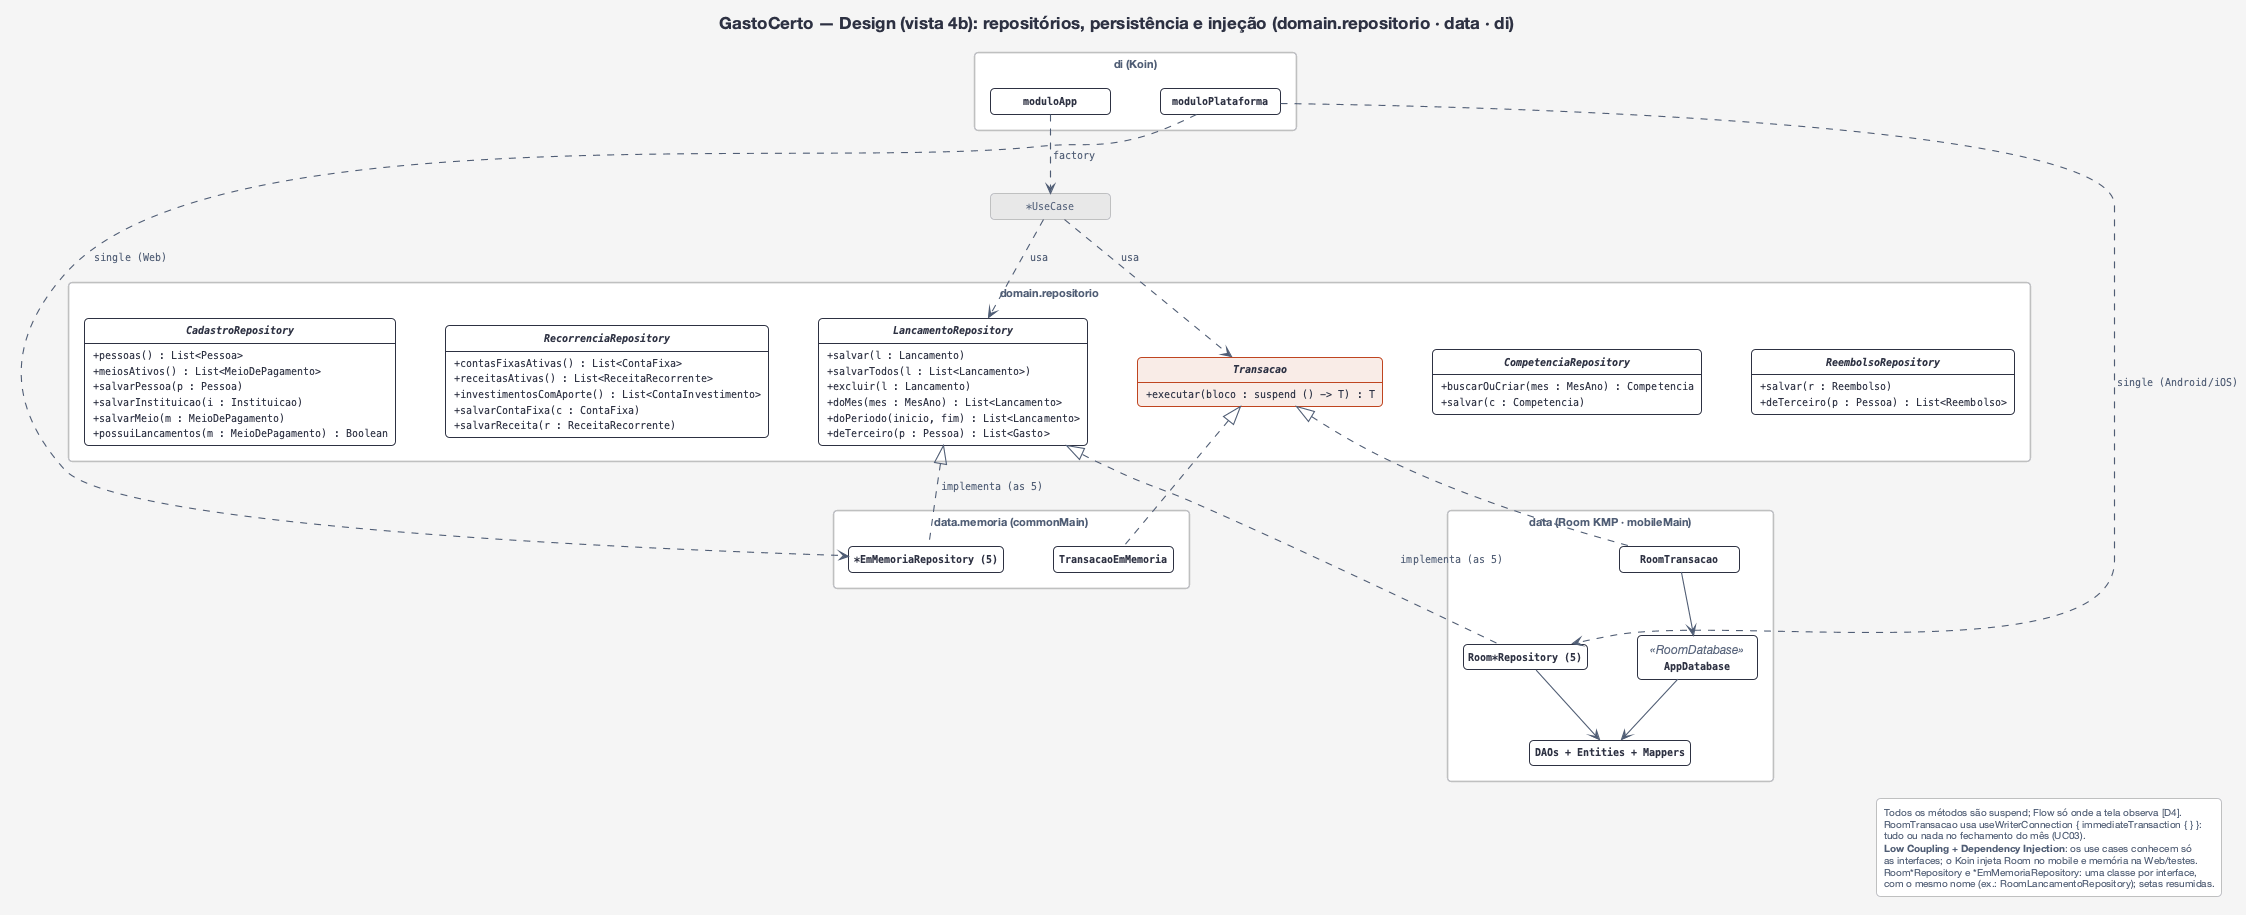 GastoCerto — Design (vista 4b): repositórios, persistência e injeção (domain.repositorio · data · di)
di (Koin)
moduloApp
moduloPlataforma
factory
*UseCase
single (Web)
usa
usa
domain.repositorio
CadastroRepository
+pessoas() : List<Pessoa>
+meiosAtivos() : List<MeioDePagamento>
+salvarPessoa(p : Pessoa)
+salvarInstituicao(i : Instituicao)
+salvarMeio(m : MeioDePagamento)
+possuiLancamentos(m : MeioDePagamento) : Boolean
RecorrenciaRepository
+contasFixasAtivas() : List<ContaFixa>
+receitasAtivas() : List<ReceitaRecorrente>
+investimentosComAporte() : List<ContaInvestimento>
+salvarContaFixa(c : ContaFixa)
+salvarReceita(r : ReceitaRecorrente)
LancamentoRepository
+salvar(l : Lancamento)
+salvarTodos(l : List<Lancamento>)
+excluir(l : Lancamento)
+doMes(mes : MesAno) : List<Lancamento>
+doPeriodo(inicio, fim) : List<Lancamento>
+deTerceiro(p : Pessoa) : List<Gasto>
Transacao
+executar(bloco : suspend () −> T) : T
CompetenciaRepository
+buscarOuCriar(mes : MesAno) : Competencia
+salvar(c : Competencia)
ReembolsoRepository
+salvar(r : Reembolso)
+deTerceiro(p : Pessoa) : List<Reembolso>
single (Android/iOS)
implementa (as 5)
data.memoria (commonMain)
*EmMemoriaRepository (5)
TransacaoEmMemoria
implementa (as 5)
data (Room KMP · mobileMain)
RoomTransacao
Room*Repository (5)
«RoomDatabase»
AppDatabase
DAOs + Entities + Mappers
Todos os métodos são suspend; Flow só onde a tela observa [D4].
RoomTransacao usa useWriterConnection { immediateTransaction { } }:
tudo ou nada no fechamento do mês (UC03).
Low Coupling + Dependency Injection: os use cases conhecem só
as interfaces; o Koin injeta Room no mobile e memória na Web/testes.
Room*Repository e *EmMemoriaRepository: uma classe por interface,
com o mesmo nome (ex.: RoomLancamentoRepository); setas resumidas.